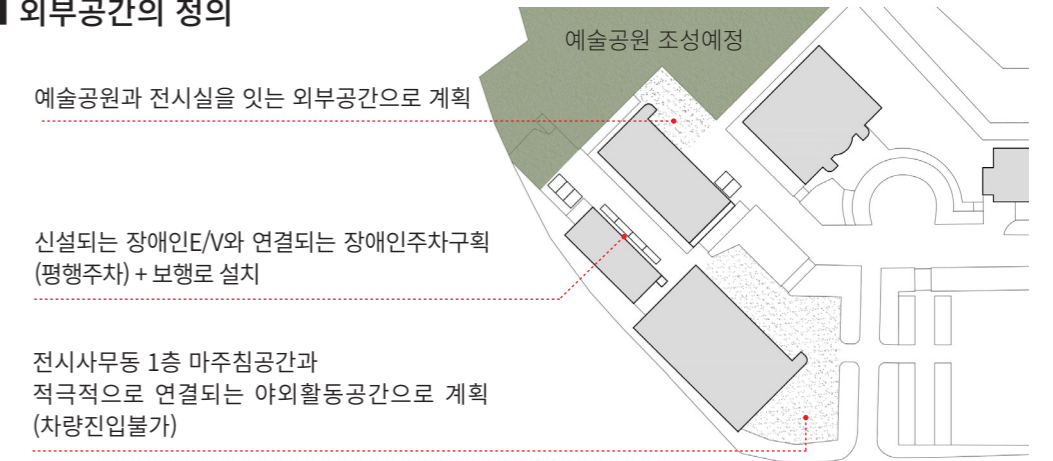 외부공간의 정의
예술공원 조성예정
예술공원과 전시실을 잇는 외부공간으로 계획
신설되는 장애인E/V와 연결되는 장애인주차구획
(평행주차) + 보행로 설치
전시사무동 1층 마주침공간과
적극적으로 연결되는 야외활동공간으로 계획
(차량진입불가)